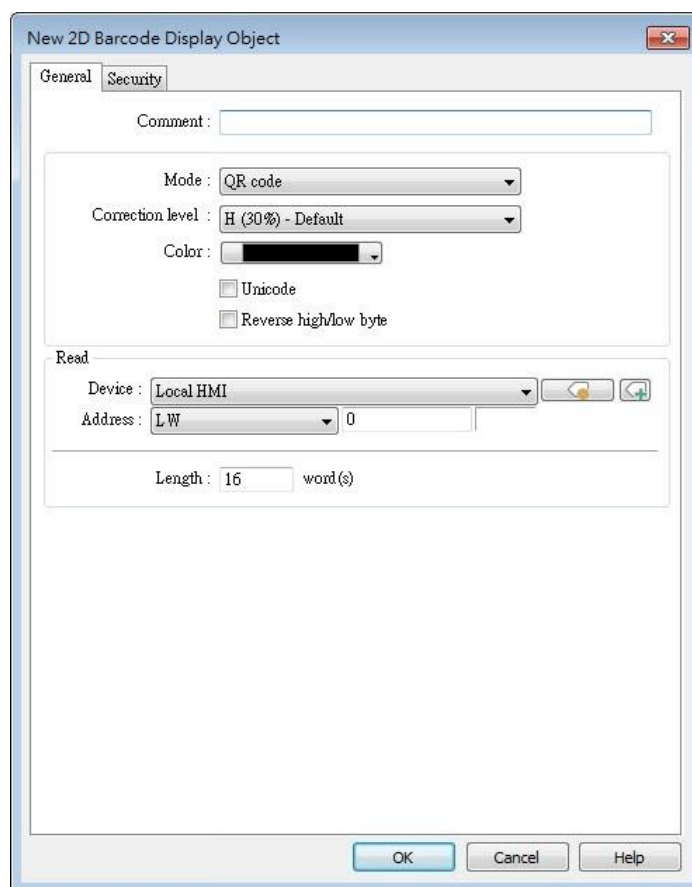 New 2D Barcode Display Object
General Security
Comment :
Mode : QR code
Correction level : H (30%) - Default
Color :
Unicode
Reverse high/low byte
Read
Device : Local HMI
Address : LW 0
Length : 16 word(s)
OK Cancel Help